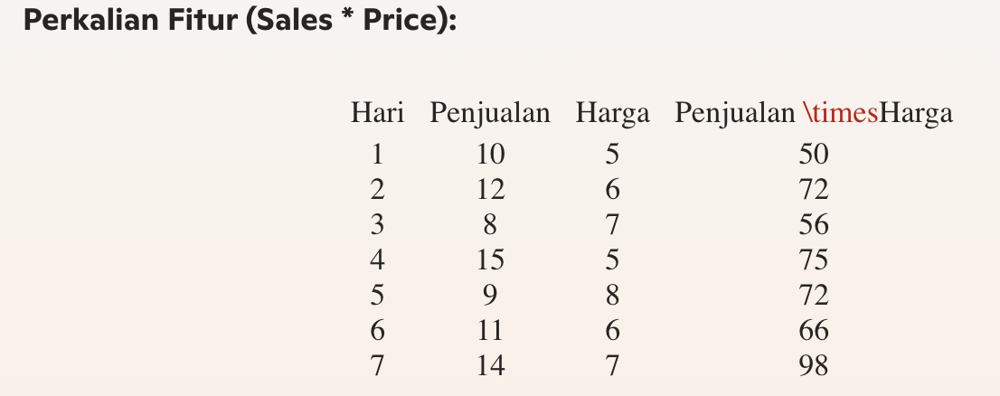 Perkalian Fitur (Sales * Price):
Hari Penjualan Harga Penjualan \timesHarga
1 10 5 50
2 12 6 72
3 8 7 56
4 15 5 75
5 9 8 72
6 11 6 66
7 14 7 98